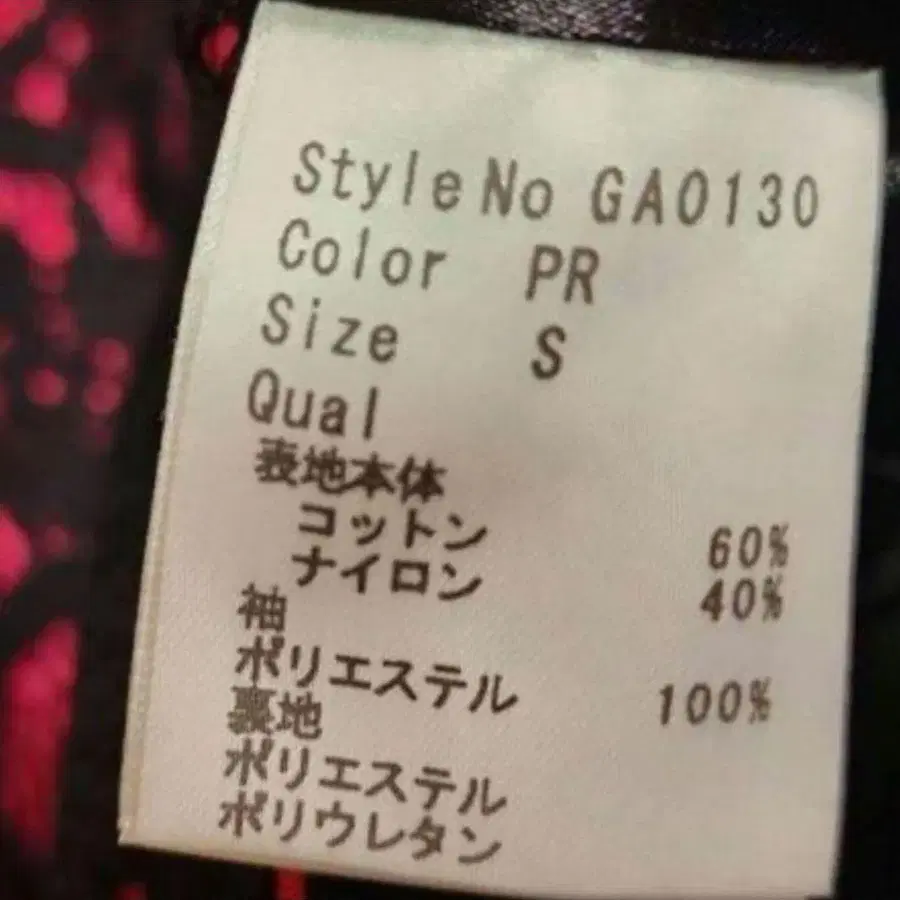 StyleNo GA0130
Color PR
Size S
Qual
表地本体
コットン 60%
ナイロン 40%
袖
ポリエステル 100%
裏地
ポリエステル
ポリウレタン